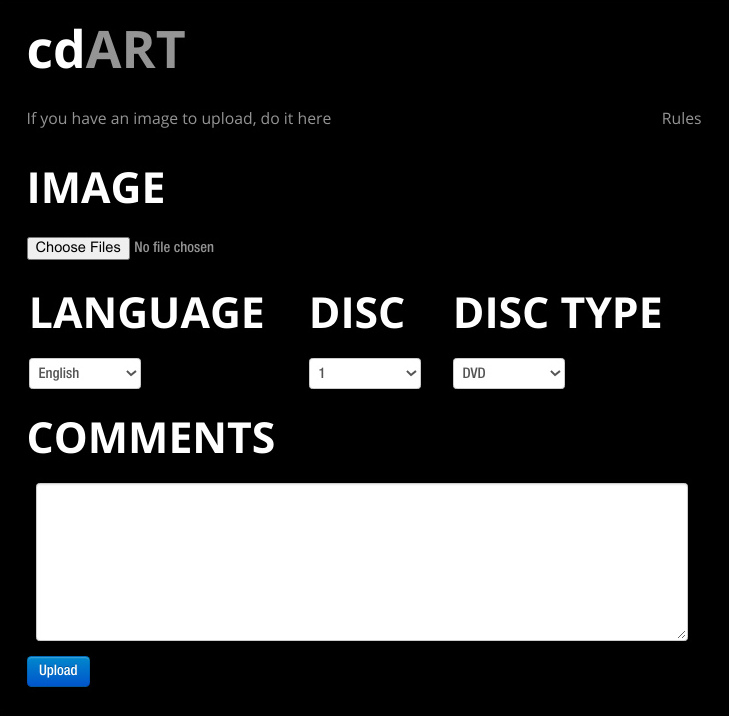 cdART
If you have an image to upload, do it here Rules
IMAGE
Choose Files No file chosen
LANGUAGE DISC DISC TYPE
English 1 DVD
COMMENTS
Upload